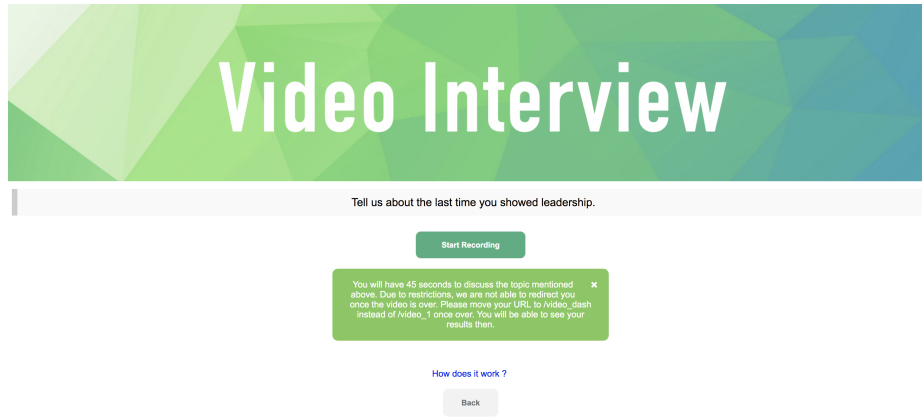 Video Interview
Tell us about the last time you showed leadership.
Start Recording
You will have 45 seconds to discuss the topic mentioned
above. Due to restrictions, we are not able to redirect you
once the video is over. Please move your URL to /video_dash
instead of /video_1 once over. You will be able to see your
results then.
How does it work ?
Back